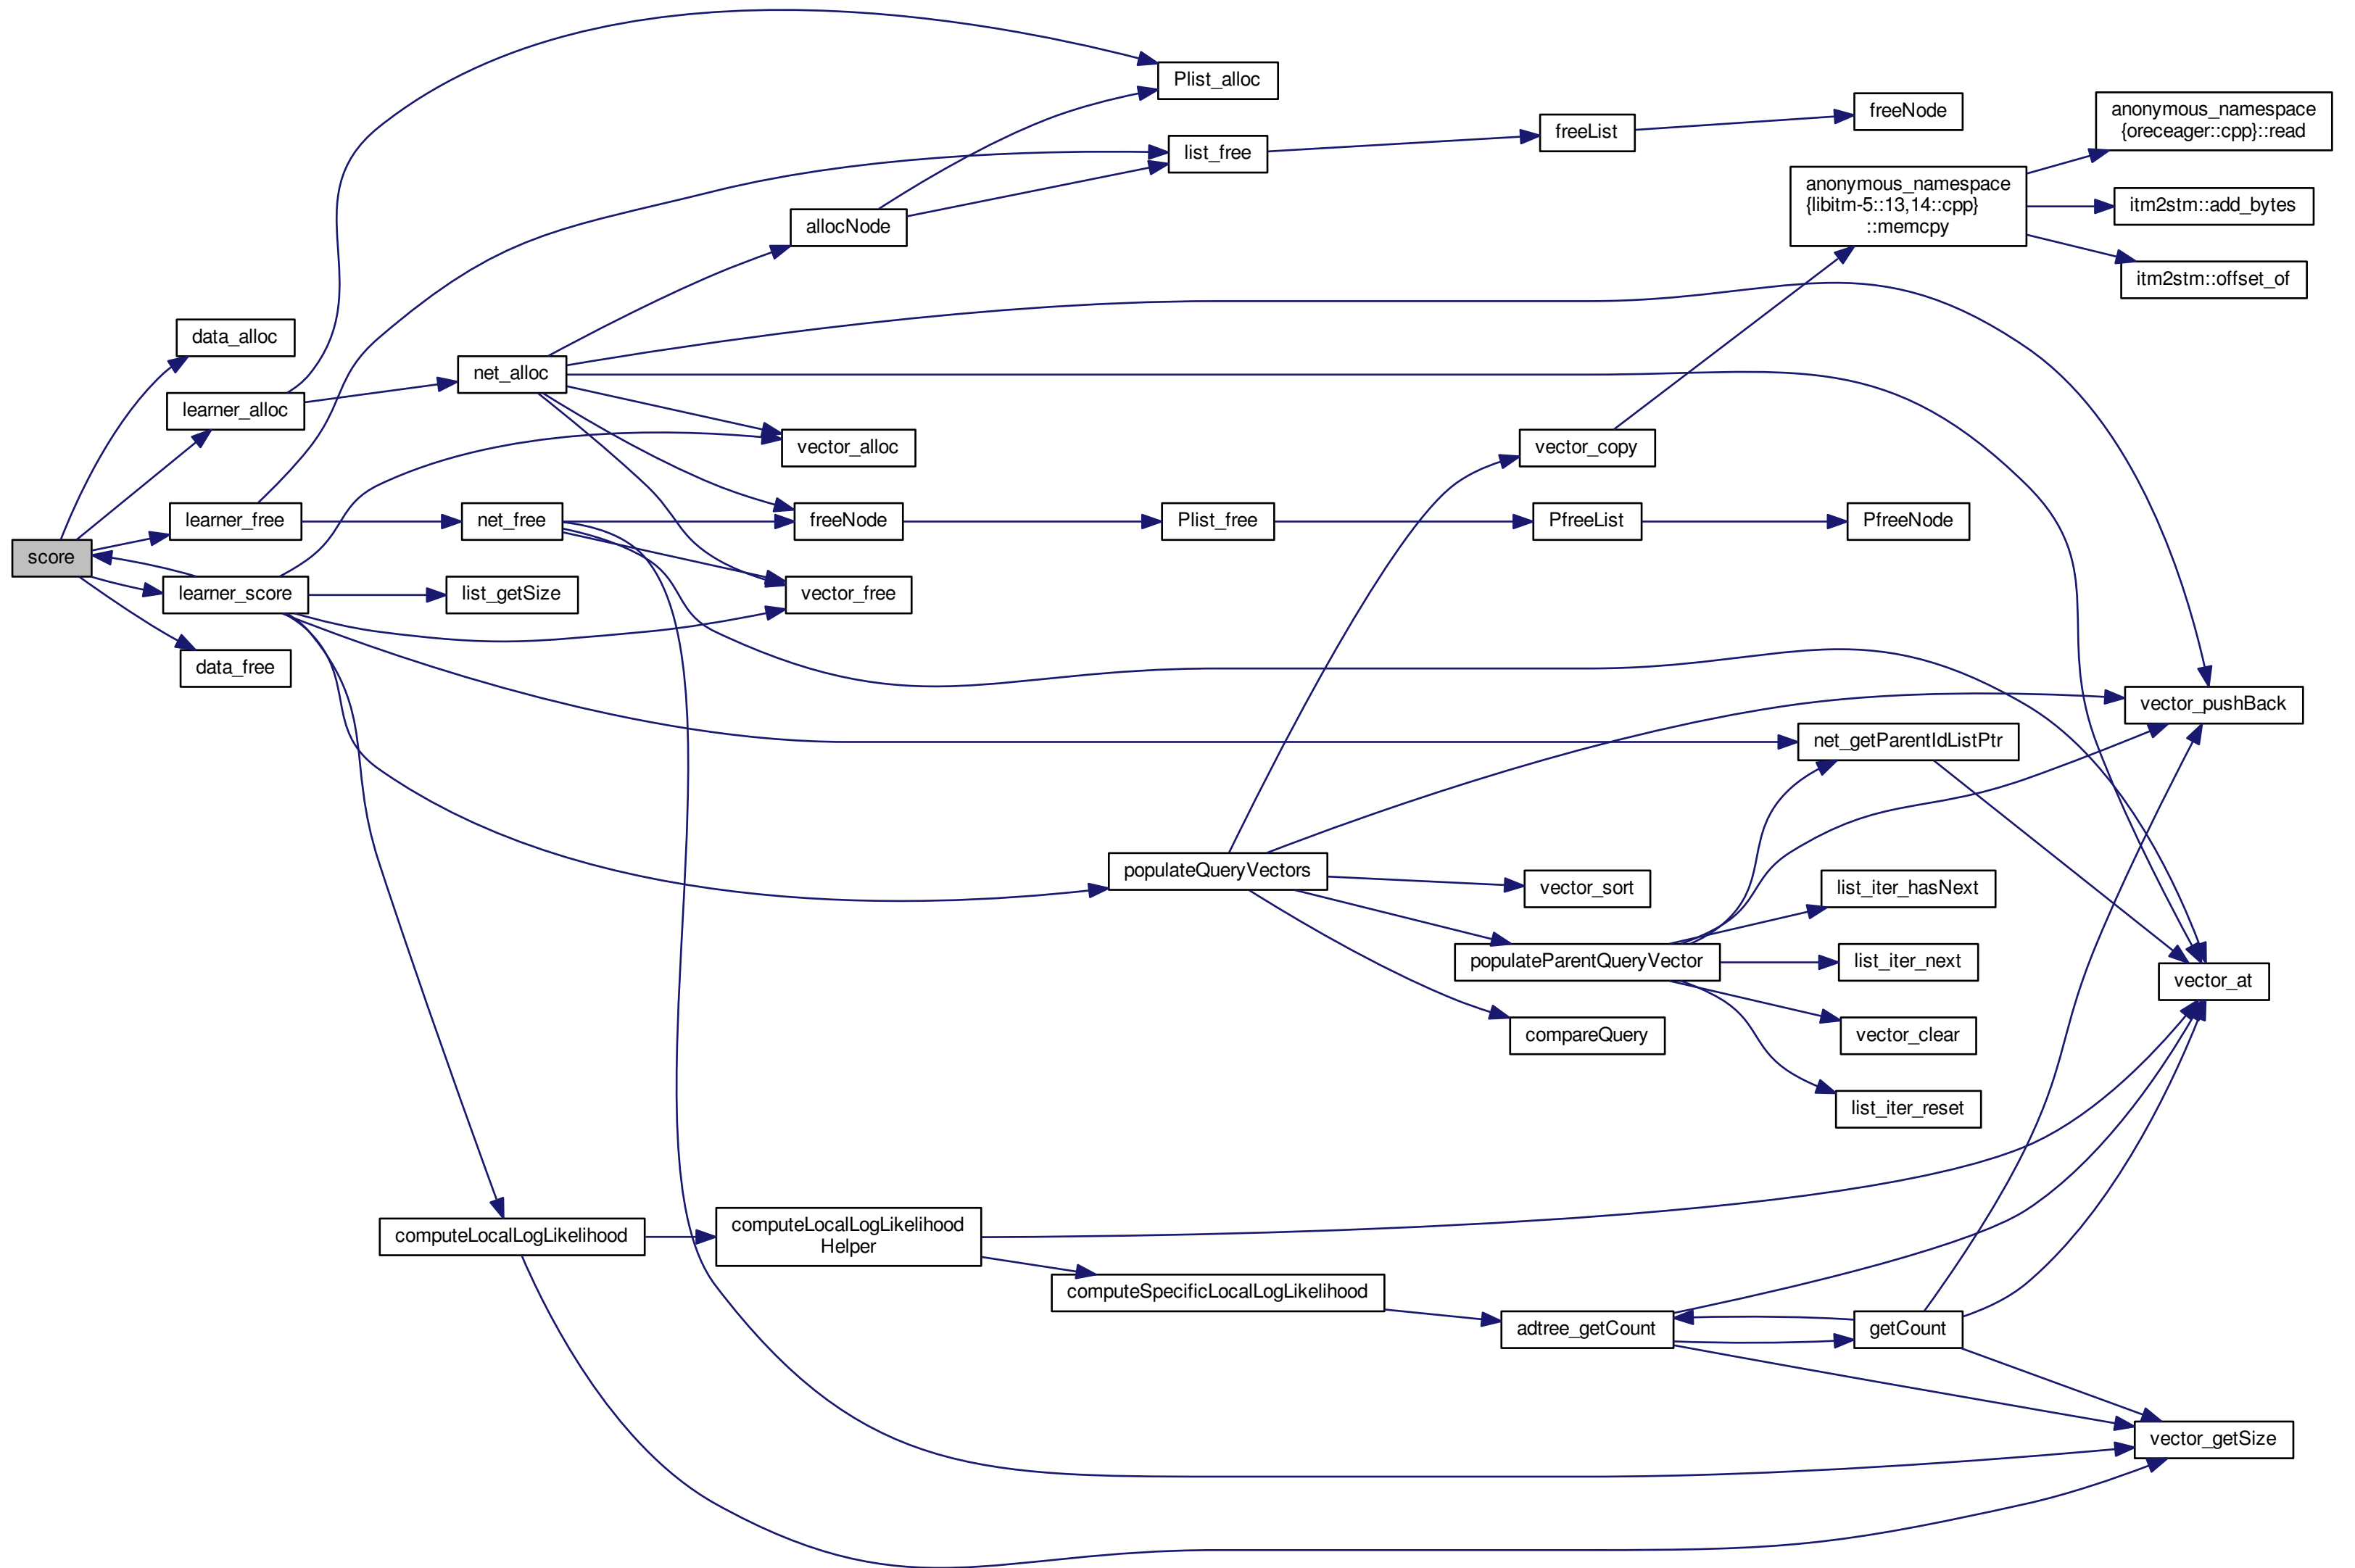 Plist_alloc
freeNode
anonymous_namespace
{oreceager::cpp}::read
freeList
list_free
anonymous_namespace
{libitm-5::13,14::cpp}
::memcpy
itm2stm::add_bytes
allocNode
itm2stm::offset_of
data_alloc
net_alloc
learner_alloc
vector_alloc
vector_copy
learner_free
net_free
freeNode
Plist_free
PfreeList
PfreeNode
score
learner_score
list_getSize
vector_free
data_free
vector_pushBack
net_getParentIdListPtr
populateQueryVectors
vector_sort
list_iter_hasNext
populateParentQueryVector
list_iter_next
vector_at
compareQuery
vector_clear
list_iter_reset
computeLocalLogLikelihood
computeLocalLogLikelihood
Helper
computeSpecificLocalLogLikelihood
adtree_getCount
getCount
vector_getSize